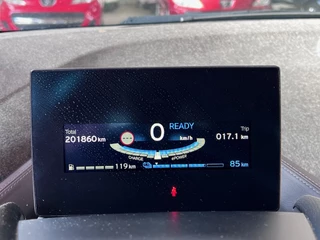 0 READY
km/h
Total
201860 km
Trip
017.1 km
CHARGE
ePOWER
119 km
85 km